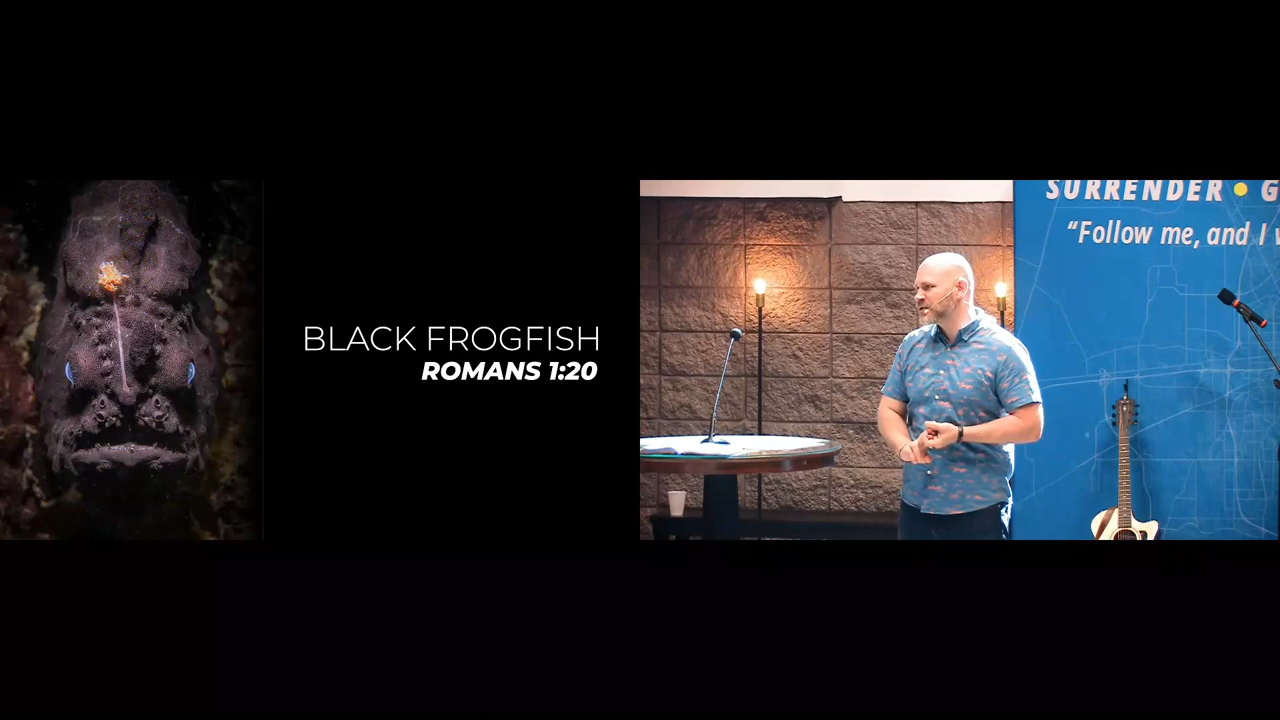 BLACK FROGFISH
ROMANS 1:20
SURRENDER • G
“Follow me, and I